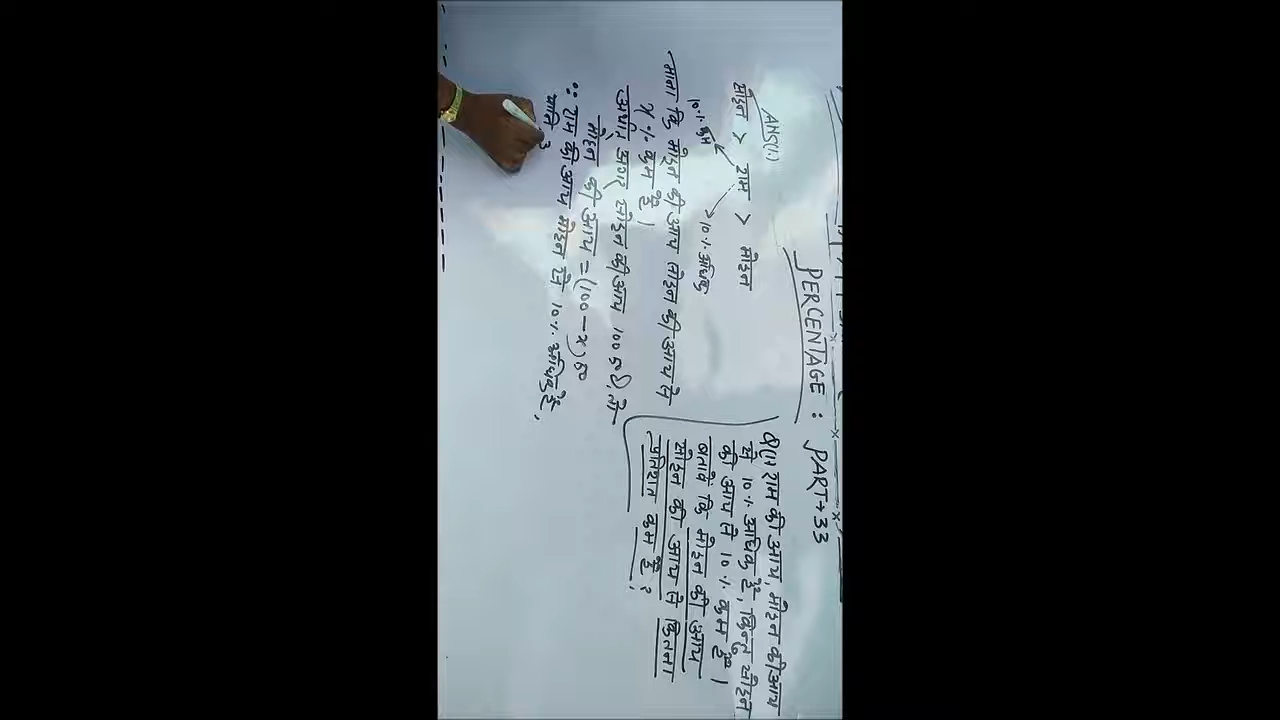 PERCENTAGE : PART → 33
Q(1) राम की आय, मोहन की आय
से 10% अधिक है, किन्तु सोहन
की आय से 10% कम है।
बतावें कि मोहन की आय
सोहन की आय से कितना
प्रतिशत कम है?
ANS(1)
सोहन > राम > मोहन
10% कम 10% अधिक
माना कि मोहन की आय सोहन की आय से
x% कम है।
अर्थात् अगर सोहन की आय 100 रु० है, तो
मोहन की आय = (100 - x) रु०
∵ राम की आय मोहन से 10% अधिक है,